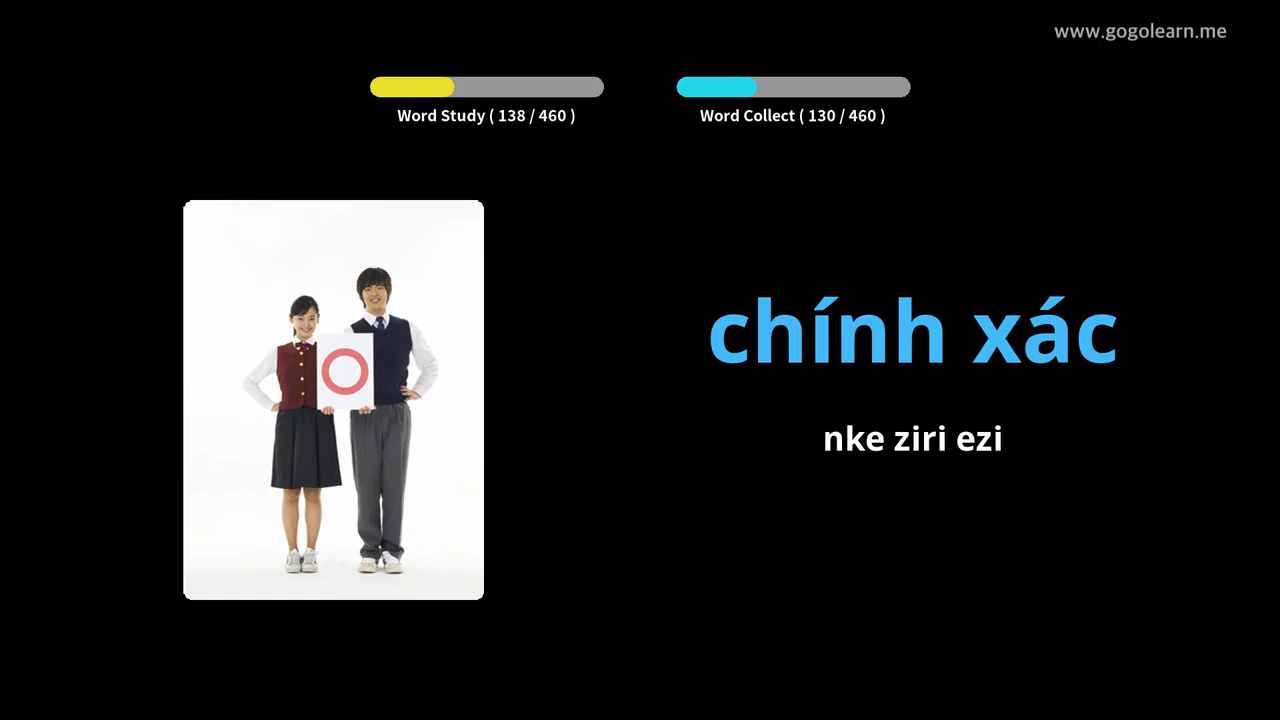 www.gogolearn.me
Word Study ( 138 / 460 )
Word Collect ( 130 / 460 )
chính xác
nke ziri ezi